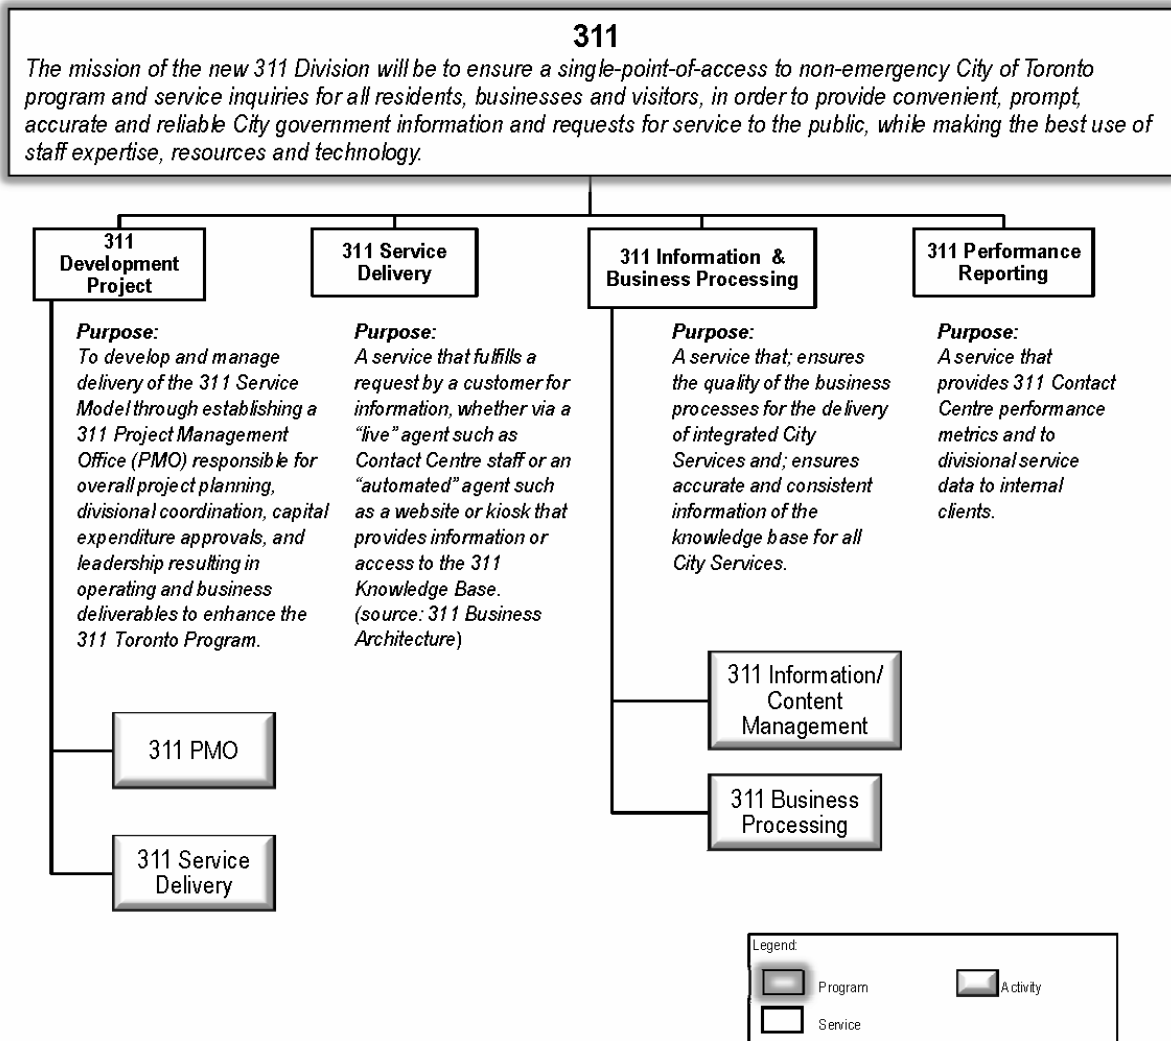 311
The mission of the new 311 Division will be to ensure a single-point-of-access to non-emergency City of Toronto
program and service inquiries for all residents, businesses and visitors, in order to provide convenient, prompt,
accurate and reliable City government information and requests for service to the public, while making the best use of
staff expertise, resources and technology.
311
Development
Project
311 Service
Delivery
311 Information &
Business Processing
311 Performance
Reporting
Purpose:
To develop and manage
delivery of the 311 Service
Model through establishing a
311 Project Management
Office (PMO) responsible for
overall project planning,
divisional coordination, capital
expenditure approvals, and
leadership resulting in
operating and business
deliverables to enhance the
311 Toronto Program.
Purpose:
A service that fulfills a
request by a customer for
information, whether via a
“live” agent such as
Contact Centre staff or an
“automated” agent such
as a website or kiosk that
provides information or
access to the 311
Knowledge Base.
(source: 311 Business
Architecture)
Purpose:
A service that; ensures
the quality of the business
processes for the delivery
of integrated City
Services and; ensures
accurate and consistent
information of the
knowledge base for all
City Services.
Purpose:
A service that
provides 311 Contact
Centre performance
metrics and to
divisional service
data to internal
clients.
311 PMO
311 Service
Delivery
311 Information/
Content
Management
311 Business
Processing
Legend:
Program
Activity
Service